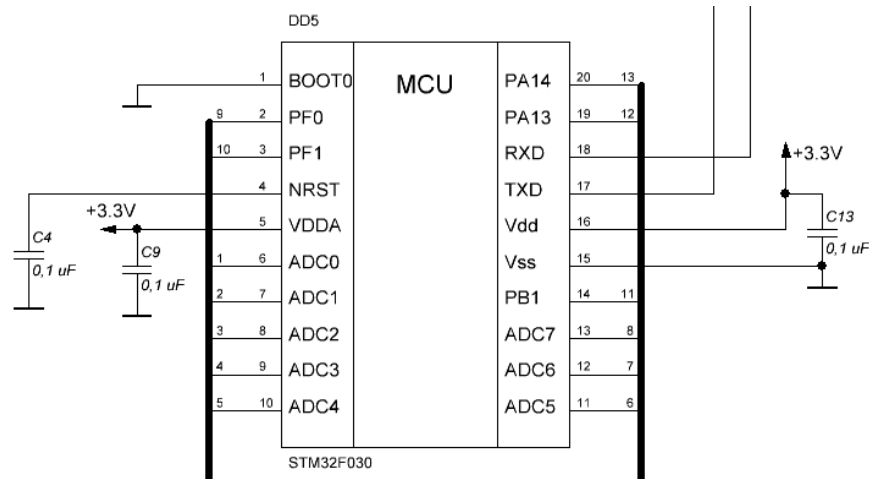 DD5
MCU
1 BOOT0 PA14 20 13
9 2 PF0 PA13 19 12
10 3 PF1 RXD 18
4 NRST TXD 17
+3.3V 5 VDDA Vdd 16
+3.3V
C4
0,1 uF
C9
0,1 uF
C13
0,1 uF
1 6 ADC0 Vss 15
2 7 ADC1 PB1 14 11
3 8 ADC2 ADC7 13 8
4 9 ADC3 ADC6 12 7
5 10 ADC4 ADC5 11 6
STM32F030